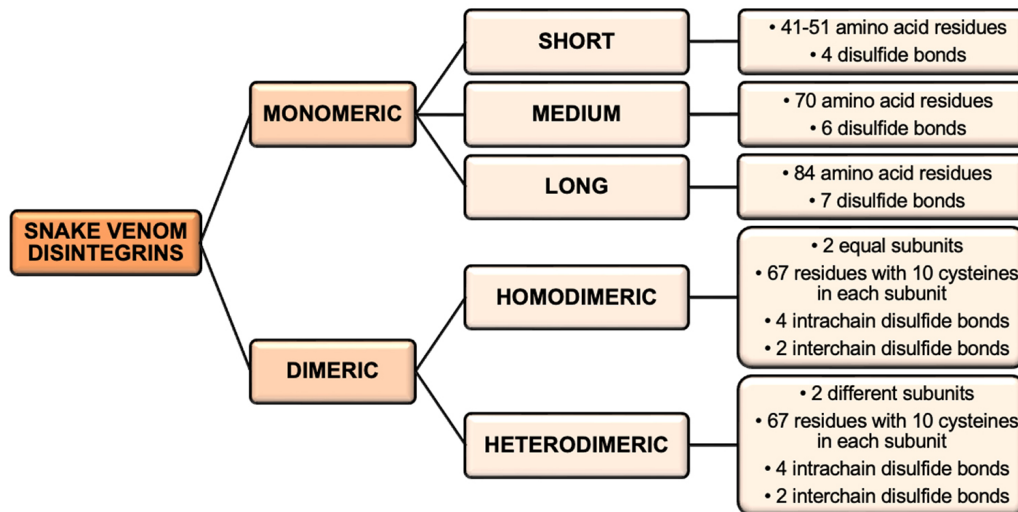 SNAKE VENOM
DISINTEGRINS
MONOMERIC
SHORT
• 41-51 amino acid residues
• 4 disulfide bonds
MEDIUM
• 70 amino acid residues
• 6 disulfide bonds
LONG
• 84 amino acid residues
• 7 disulfide bonds
DIMERIC
HOMODIMERIC
• 2 equal subunits
• 67 residues with 10 cysteines
in each subunit
• 4 intrachain disulfide bonds
• 2 interchain disulfide bonds
HETERODIMERIC
• 2 different subunits
• 67 residues with 10 cysteines
in each subunit
• 4 intrachain disulfide bonds
• 2 interchain disulfide bonds